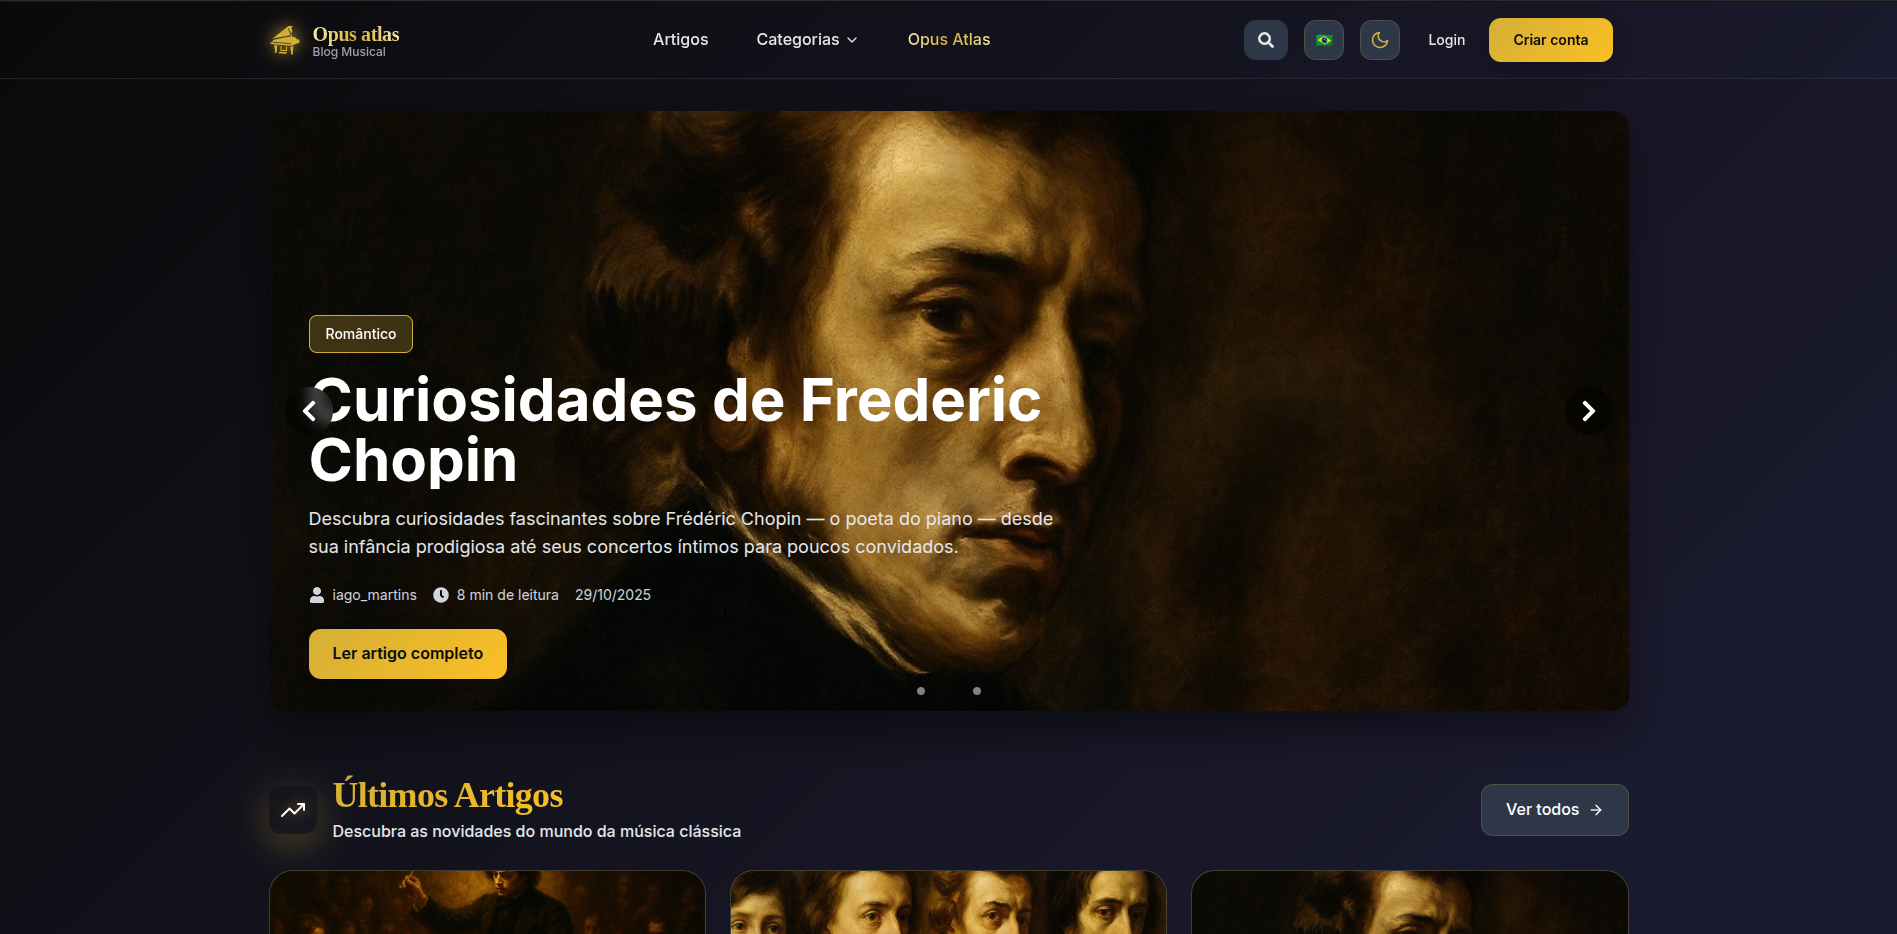 Opus atlas
Blog Musical
Artigos
Categorias
Opus Atlas
Login
Criar conta
Romântico
Curiosidades de Frederic
Chopin
Descubra curiosidades fascinantes sobre Frédéric Chopin — o poeta do piano — desde
sua infância prodigiosa até seus concertos íntimos para poucos convidados.
iago_martins
8 min de leitura
29/10/2025
Ler artigo completo
Últimos Artigos
Descubra as novidades do mundo da música clássica
Ver todos